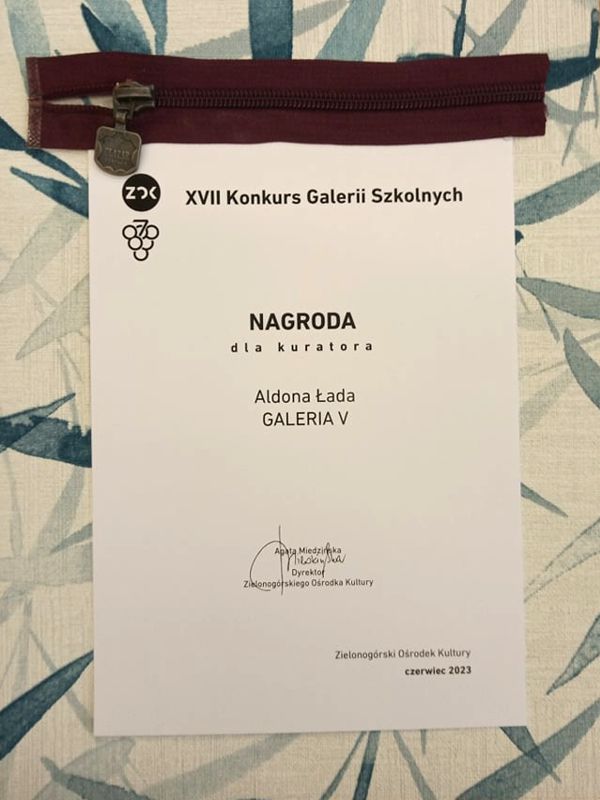 ZOK
XVII Konkurs Galerii Szkolnych
70
NAGRODA
dla kuratora
Aldona Łada
GALERIA V
Agata Miedzińska
Dyrektor
Zielonogórskiego Ośrodka Kultury
Zielonogórski Ośrodek Kultury
czerwiec 2023